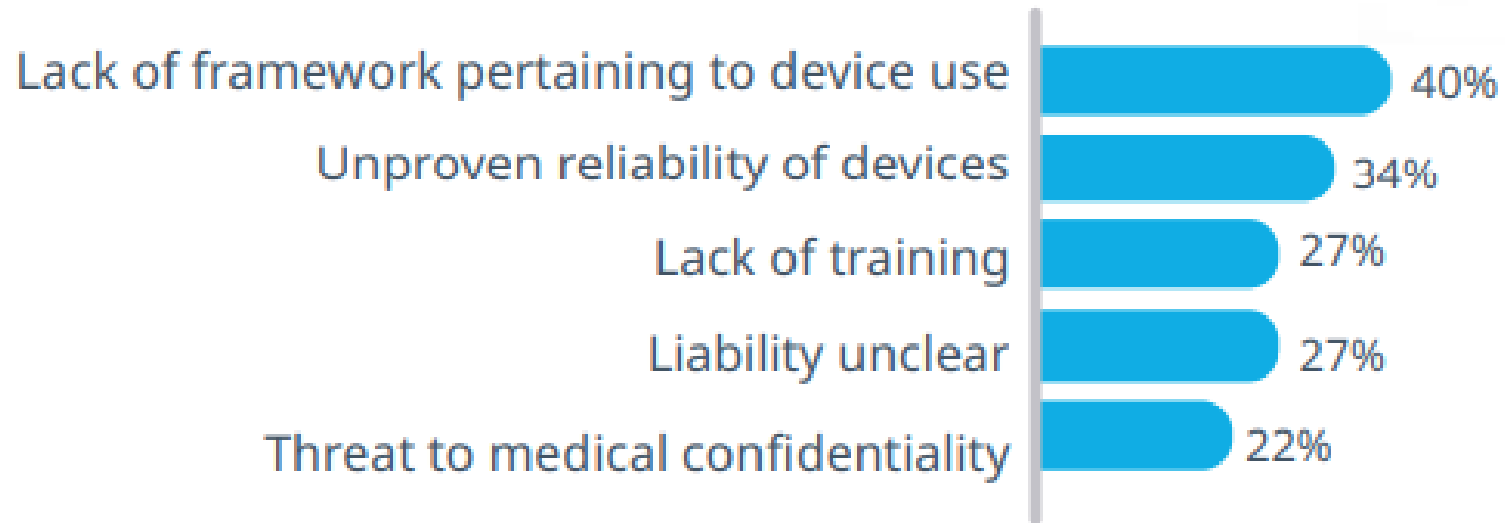 Lack of framework pertaining to device use 40%
Unproven reliability of devices 34%
Lack of training 27%
Liability unclear 27%
Threat to medical confidentiality 22%